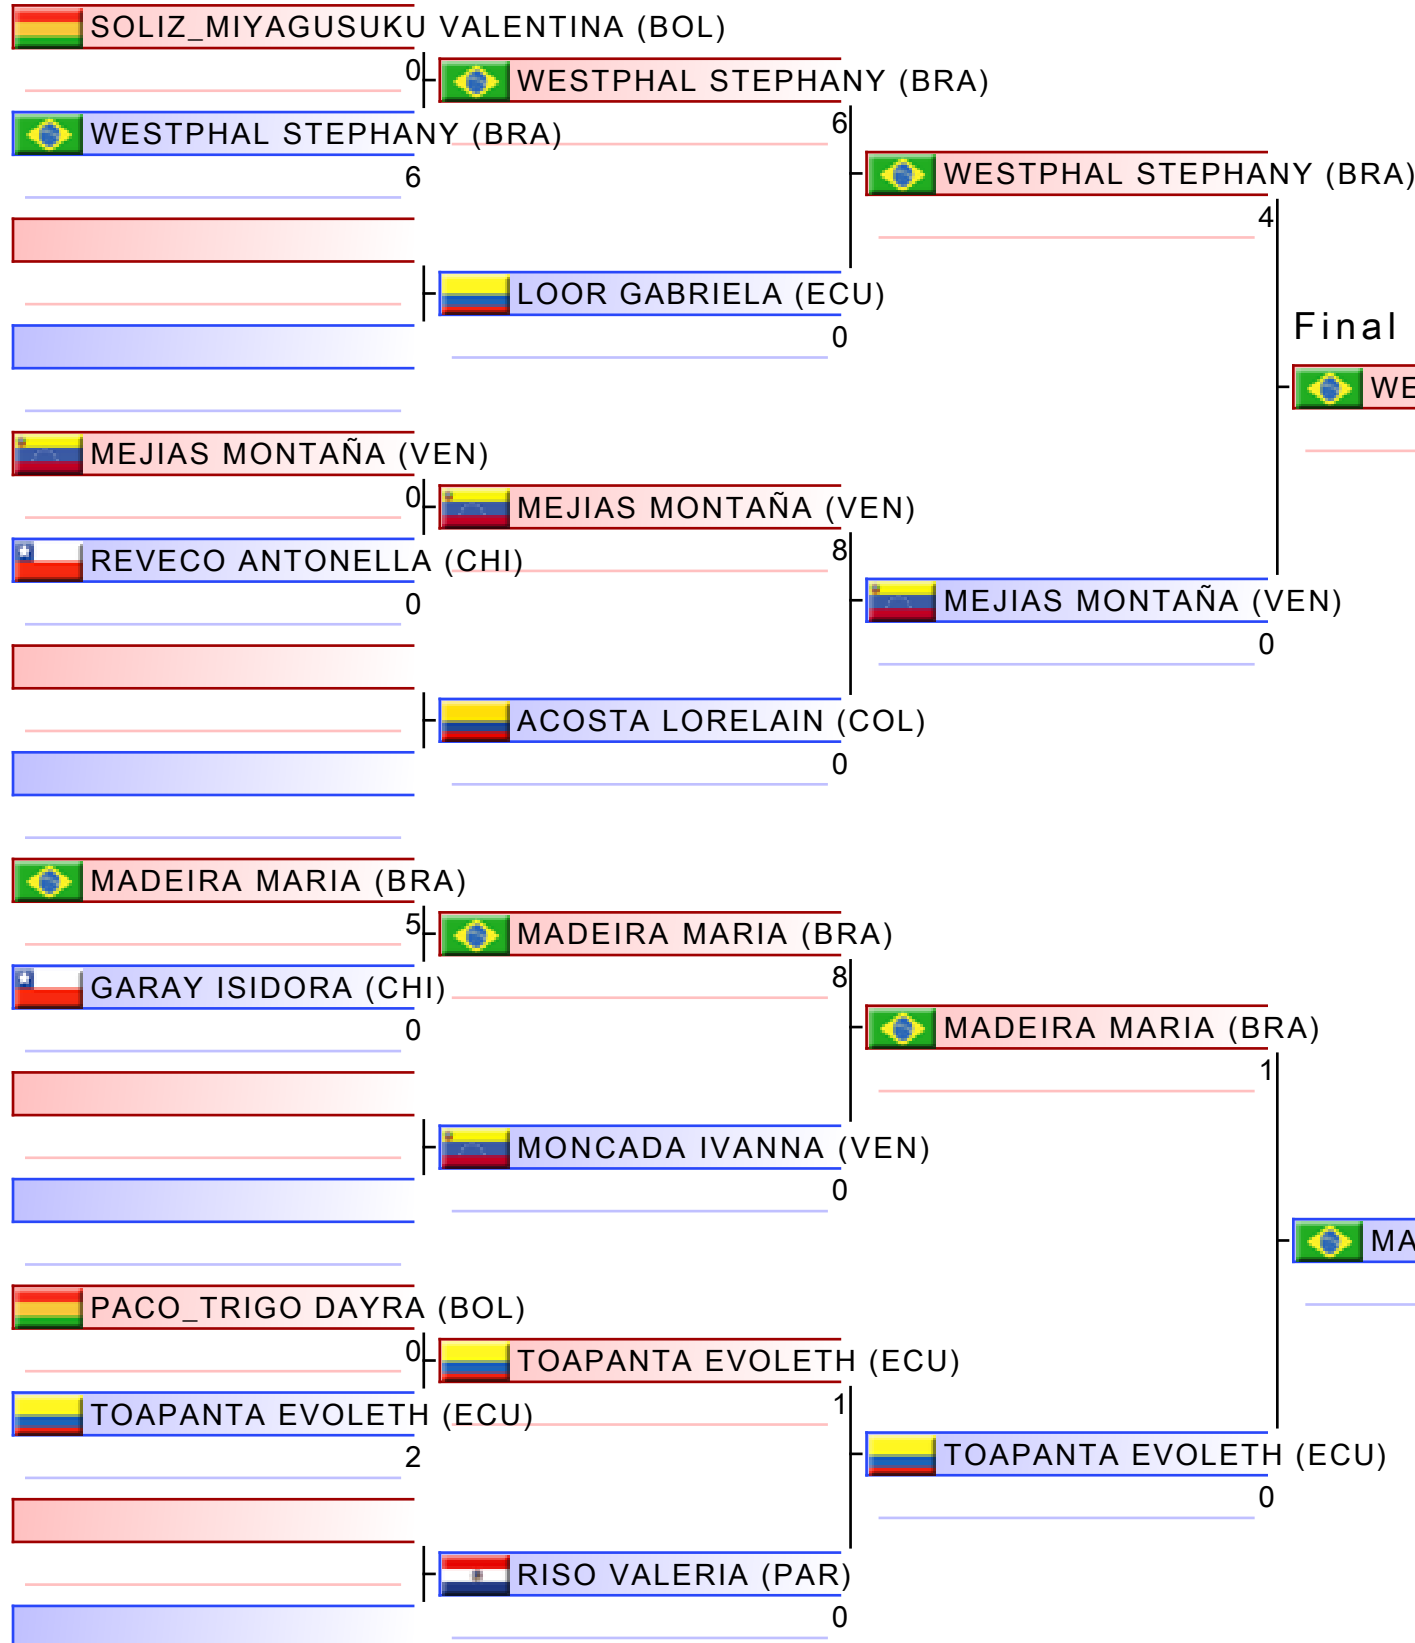 SOLIZ_MIYAGUSUKU VALENTINA (BOL)
0
WESTPHAL STEPHANY (BRA)
6
WESTPHAL STEPHANY (BRA)
6
LOOR GABRIELA (ECU)
0
WESTPHAL STEPHANY (BRA)
4
MEJIAS MONTAÑA (VEN)
0
REVECO ANTONELLA (CHI)
0
MEJIAS MONTAÑA (VEN)
8
ACOSTA LORELAIN (COL)
0
MEJIAS MONTAÑA (VEN)
0
Final
WE
MADEIRA MARIA (BRA)
5
GARAY ISIDORA (CHI)
0
MADEIRA MARIA (BRA)
8
MONCADA IVANNA (VEN)
0
MADEIRA MARIA (BRA)
1
PACO_TRIGO DAYRA (BOL)
0
TOAPANTA EVOLETH (ECU)
2
TOAPANTA EVOLETH (ECU)
1
RISO VALERIA (PAR)
0
TOAPANTA EVOLETH (ECU)
0
MA